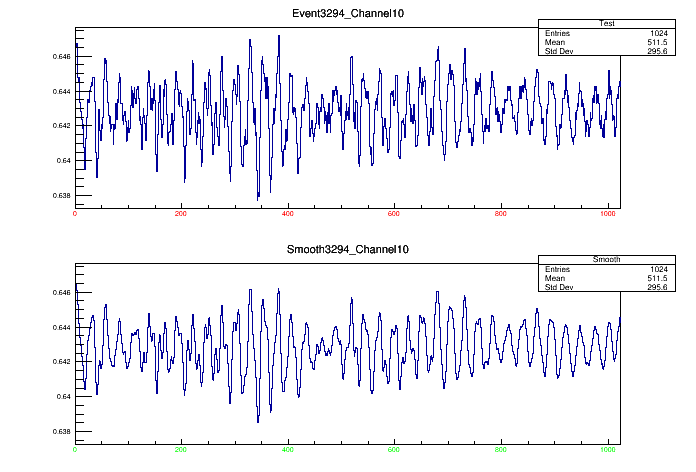 Event3294_Channel10
Test
Entries 1024
Mean 511.5
Std Dev 295.6
0.646
0.644
0.642
0.64
0.638
0 200 400 600 800 1000
Smooth3294_Channel10
Smooth
Entries 1024
Mean 511.5
Std Dev 295.6
0.646
0.644
0.642
0.64
0.638
0 200 400 600 800 1000